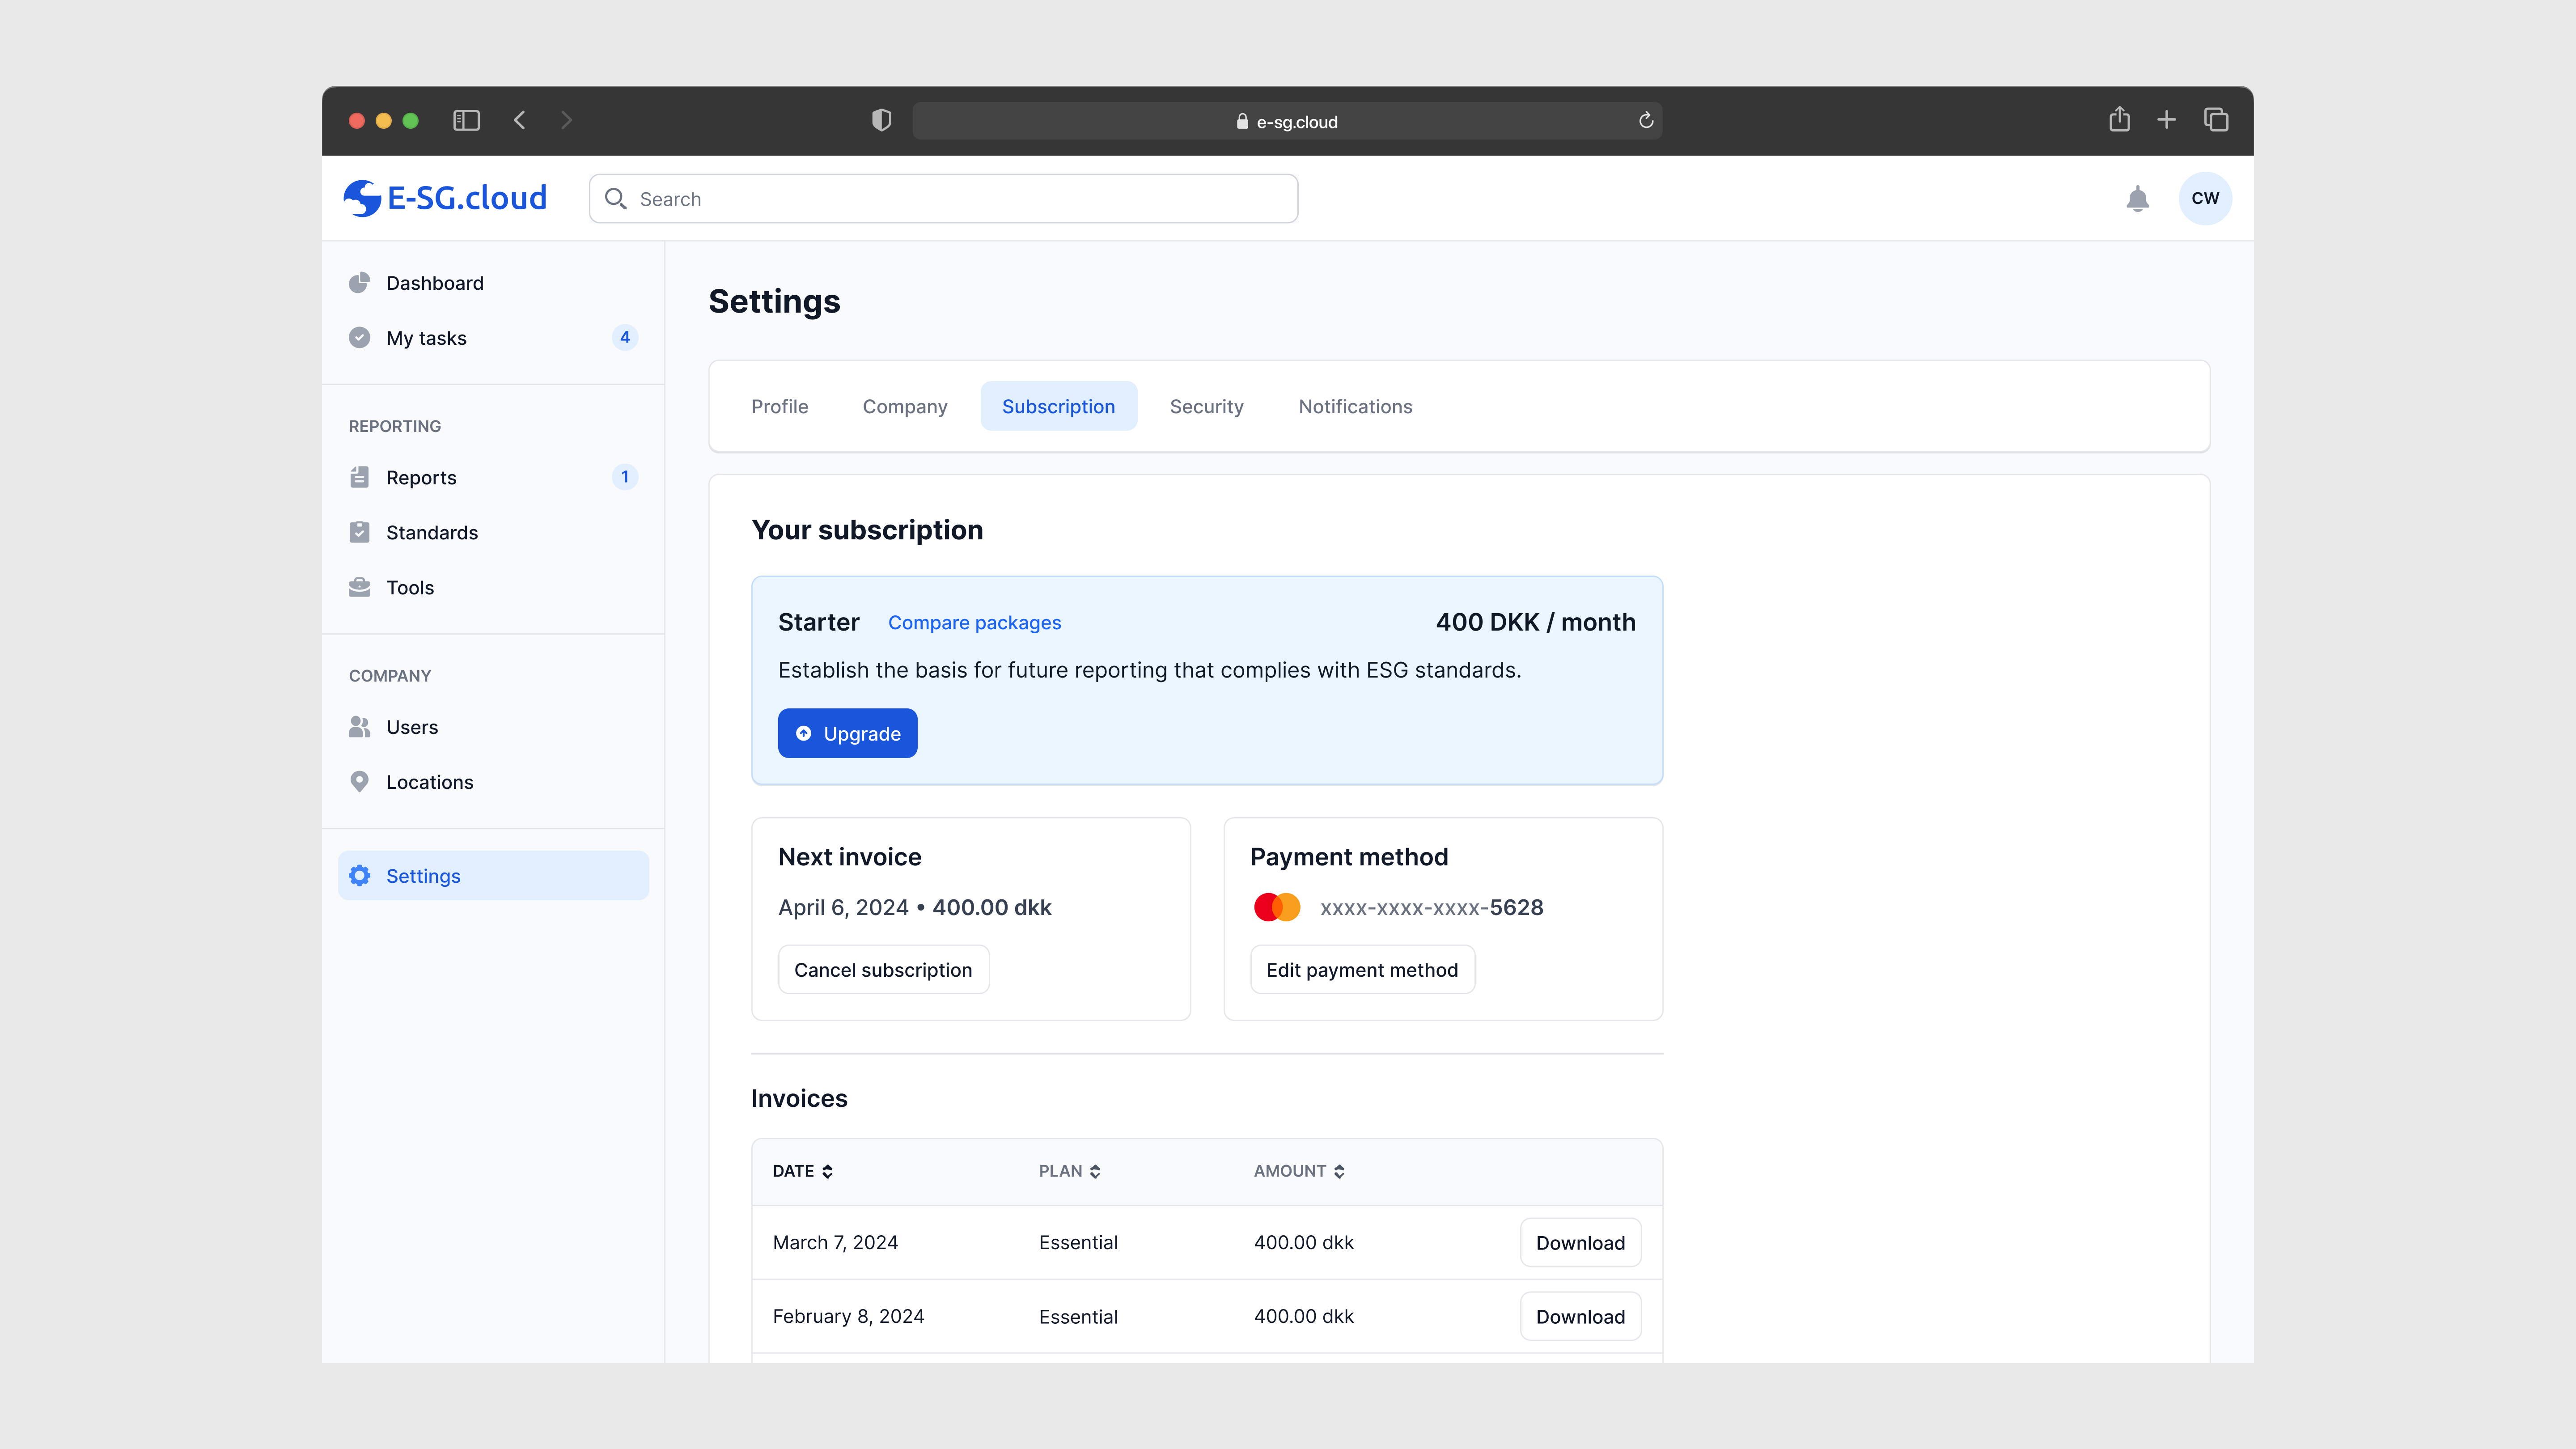 e-sg.cloud
E-SG.cloud
Search
CW
Dashboard
My tasks 4
REPORTING
Reports 1
Standards
Tools
COMPANY
Users
Locations
Settings
Settings
Profile Company Subscription Security Notifications
Your subscription
Starter Compare packages 400 DKK / month
Establish the basis for future reporting that complies with ESG standards.
Upgrade
Next invoice
April 6, 2024 • 400.00 dkk
Cancel subscription
Payment method
xxxx-xxxx-xxxx-5628
Edit payment method
Invoices
DATE PLAN AMOUNT
March 7, 2024 Essential 400.00 dkk Download
February 8, 2024 Essential 400.00 dkk Download